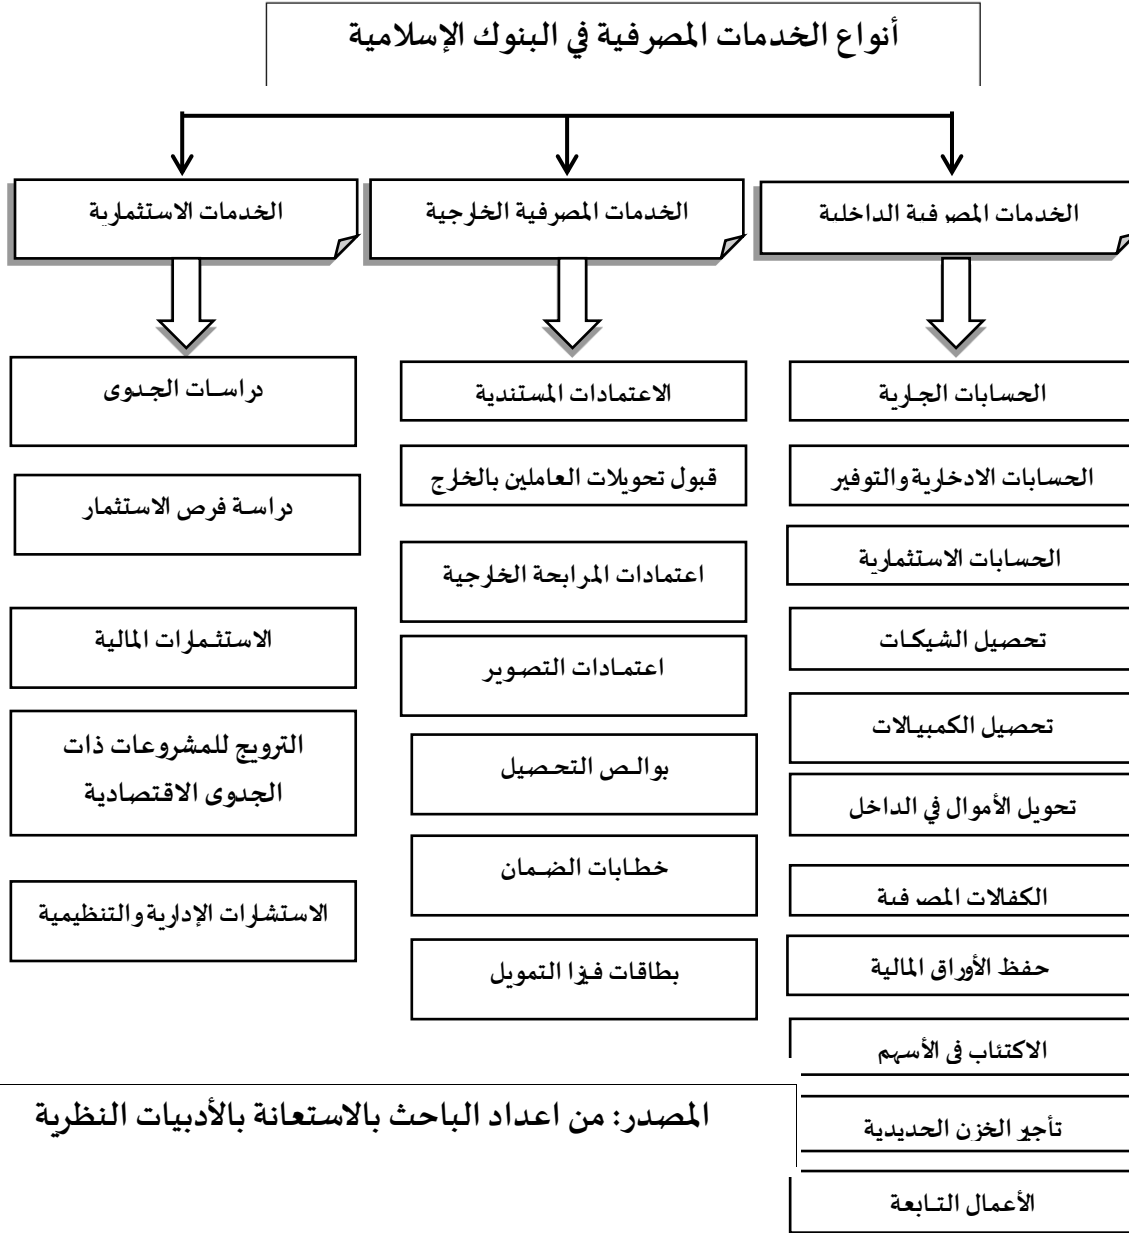 أنواع الخدمات المصرفية في البنوك الإسلامية
الخدمات المصرفية الداخلية
الخدمات المصرفية الخارجية
الخدمات الاستثمارية
الحسابات الجارية
الحسابات الادخارية والتوفير
الحسابات الاستثمارية
تحصيل الشيكات
تحصيل الكمبيالات
تحويل الأموال في الداخل
الكفالات المصرفية
حفظ الأوراق المالية
الاكتئاب في الأسهم
تأجير الخزن الحديدية
الأعمال التابعة
الاعتمادات المستندية
قبول تحويلات العاملين بالخارج
اعتمادات المرابحة الخارجية
اعتمادات التصوير
بوالص التحصيل
خطابات الضمان
بطاقات فيزا التمويل
دراسات الجدوى
دراسة فرص الاستثمار
الاستثمارات المالية
الترويج للمشروعات ذات
الجدوى الاقتصادية
الاستشارات الإدارية والتنظيمية
المصدر: من اعداد الباحث بالاستعانة بالأدبيات النظرية